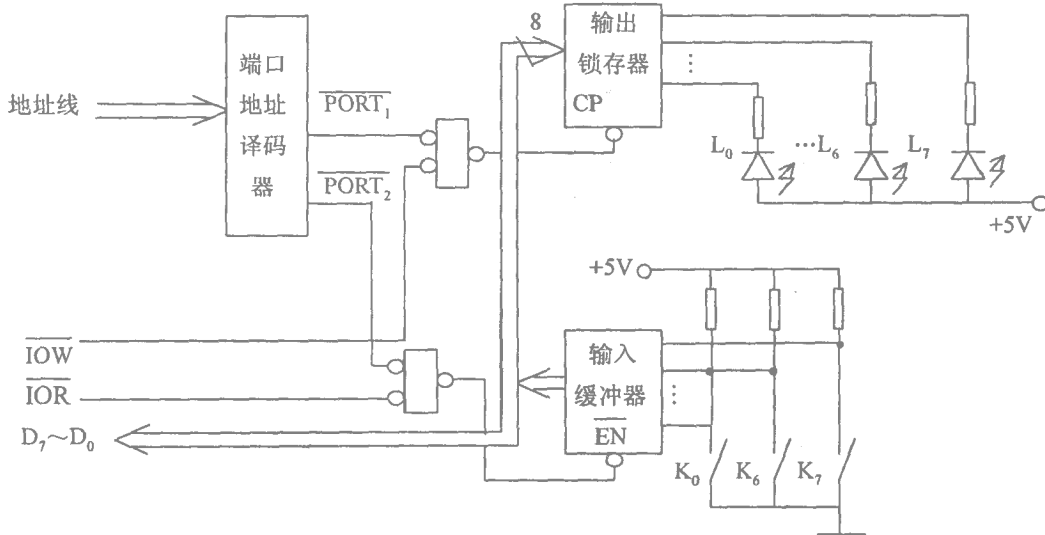 地址线
端口
地址
译码
器
PORT₁
PORT₂
IOW
IOR
D₇～D₀
8
输出
锁存器
CP
⋮
L₀
…L₆
L₇
+5V
+5V
输入
缓冲器
EN
⋮
K₀
K₆
K₇